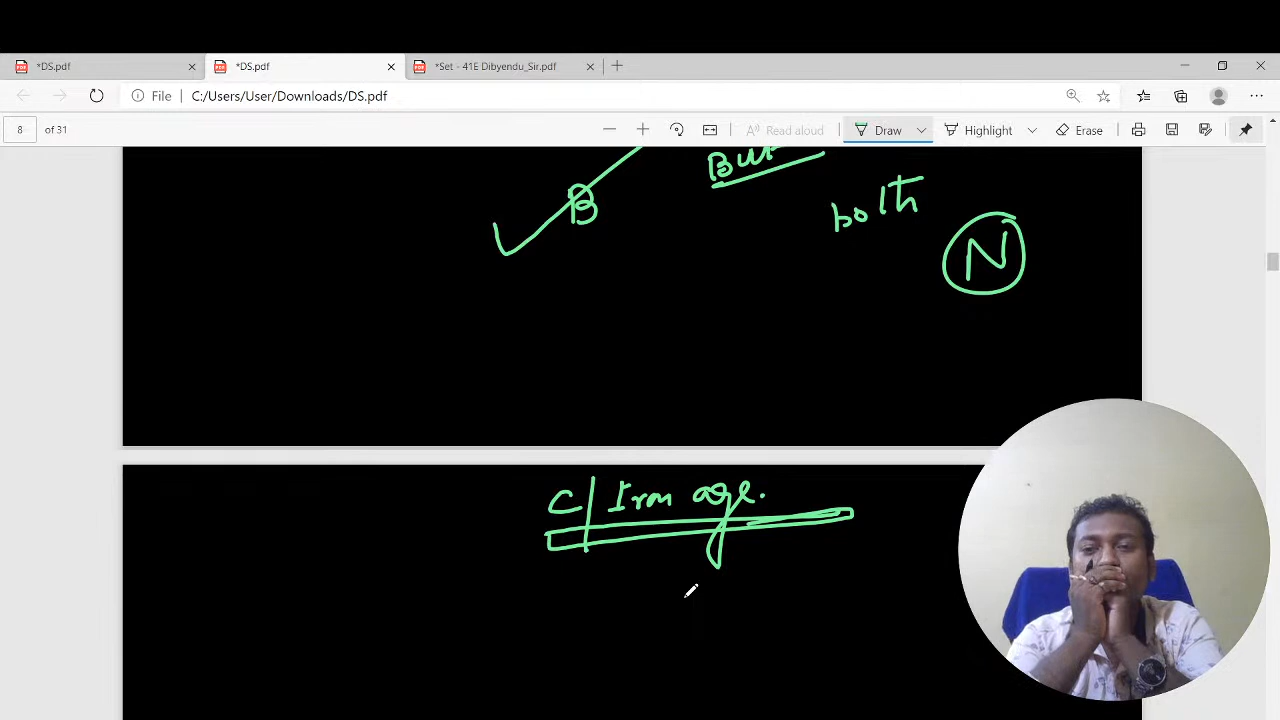 *DS.pdf
*DS.pdf
*Set - 41E Dibyendu_Sir.pdf
File
C:/Users/User/Downloads/DS.pdf
8 of 31
Read aloud
Draw
Highlight
Erase
B
both
N
C/ Iron age.